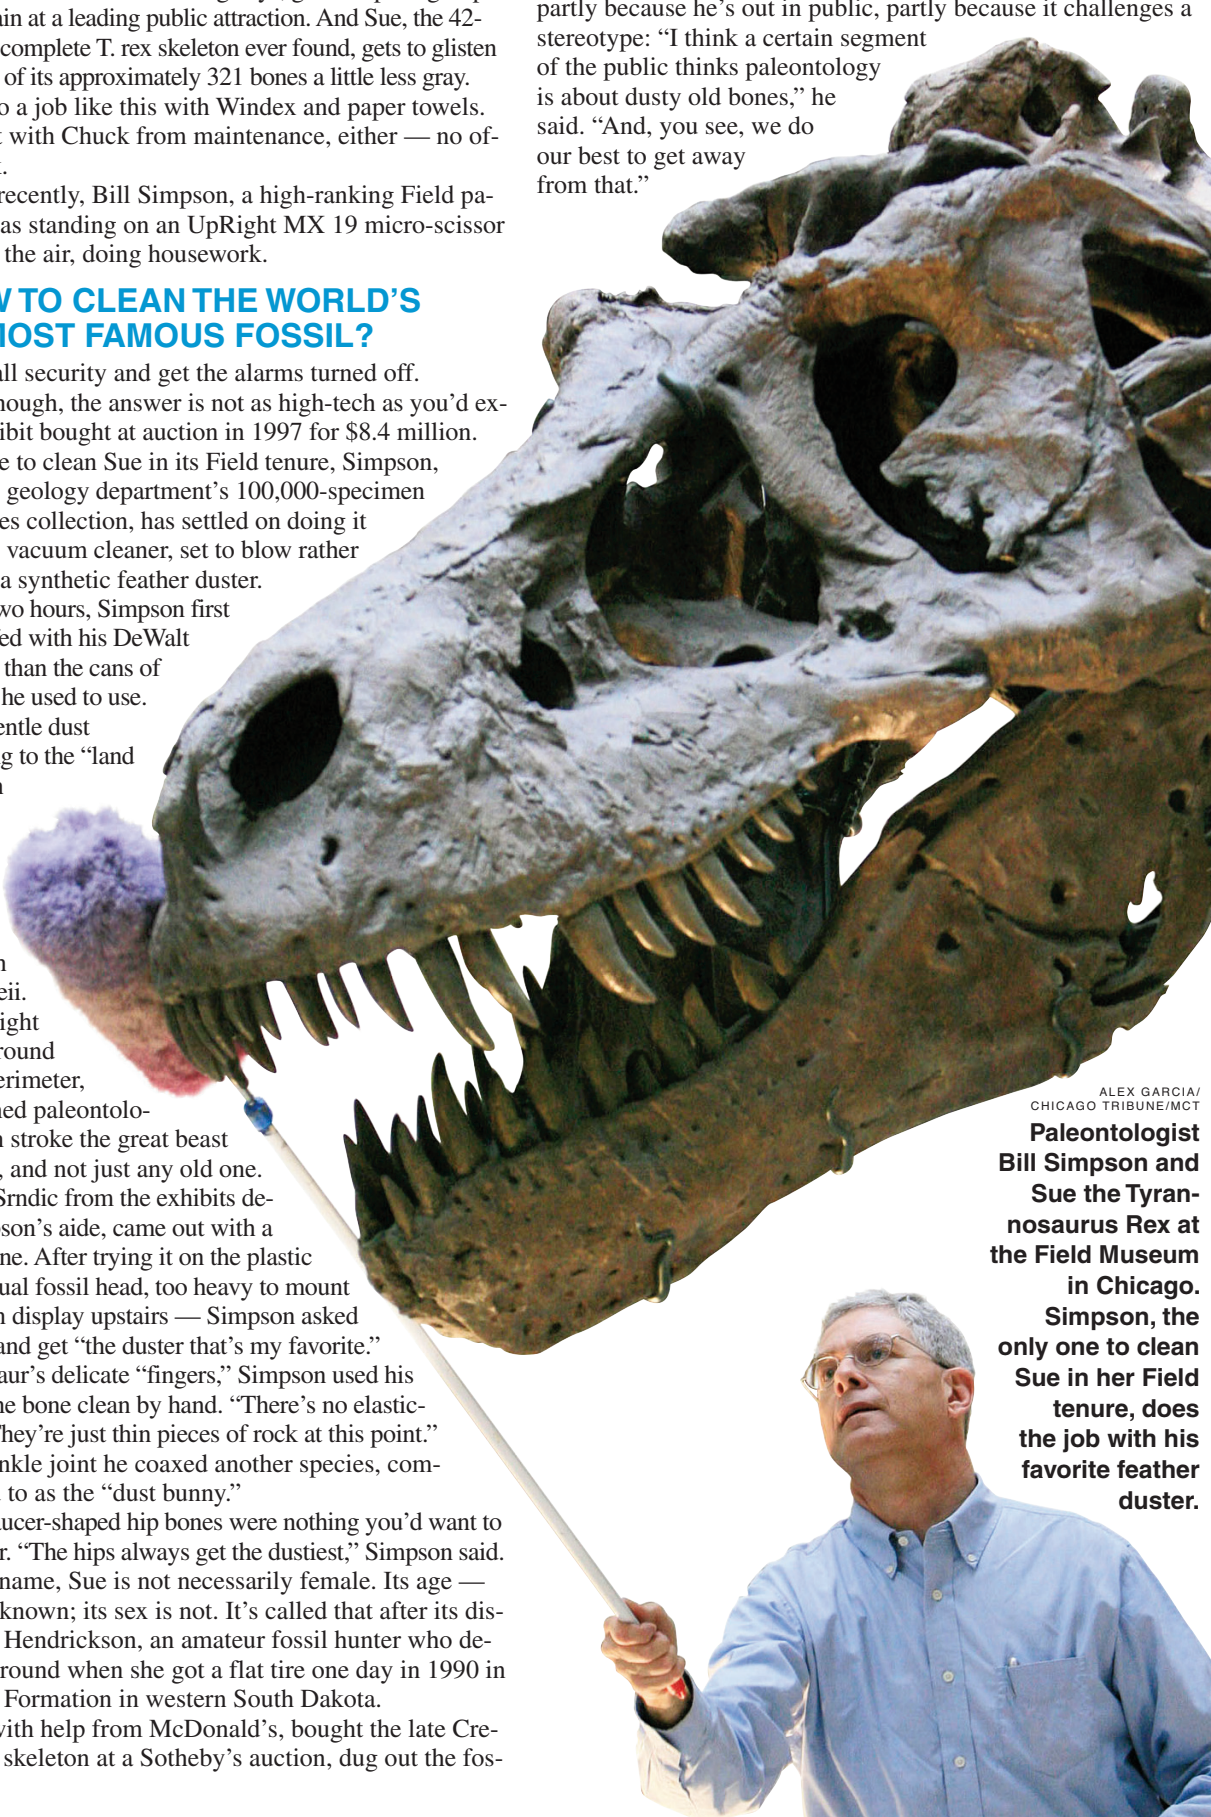 ain at a leading public attraction. And Sue, the 42-
complete T. rex skeleton ever found, gets to glisten
of its approximately 321 bones a little less gray.
o a job like this with Windex and paper towels.
t with Chuck from maintenance, either — no of-
recently, Bill Simpson, a high-ranking Field pa-
as standing on an UpRight MX 19 micro-scissor
the air, doing housework.
W TO CLEAN THE WORLD’S
MOST FAMOUS FOSSIL?
all security and get the alarms turned off.
nough, the answer is not as high-tech as you’d ex-
ibit bought at auction in 1997 for $8.4 million.
e to clean Sue in its Field tenure, Simpson,
geology department’s 100,000-specimen
es collection, has settled on doing it
vacuum cleaner, set to blow rather
a synthetic feather duster.
wo hours, Simpson first
ed with his DeWalt
than the cans of
he used to use.
entle dust
g to the “land
n
n
eii.
ight
round
erimeter,
ned paleontolo-
n stroke the great beast
, and not just any old one.
Srndic from the exhibits de-
son’s aide, came out with a
ne. After trying it on the plastic
ual fossil head, too heavy to mount
n display upstairs — Simpson asked
and get “the duster that’s my favorite.”
aur’s delicate “fingers,” Simpson used his
ne bone clean by hand. “There’s no elastic-
They’re just thin pieces of rock at this point.”
nkle joint he coaxed another species, com-
to as the “dust bunny.”
aucer-shaped hip bones were nothing you’d want to
r. “The hips always get the dustiest,” Simpson said.
name, Sue is not necessarily female. Its age —
known; its sex is not. It’s called that after its dis-
Hendrickson, an amateur fossil hunter who de-
round when she got a flat tire one day in 1990 in
Formation in western South Dakota.
with help from McDonald’s, bought the late Cre-
skeleton at a Sotheby’s auction, dug out the fos-
partly because he’s out in public, partly because it challenges a
stereotype: “I think a certain segment
of the public thinks paleontology
is about dusty old bones,” he
said. “And, you see, we do
our best to get away
from that.”
ALEX GARCIA/
CHICAGO TRIBUNE/MCT
Paleontologist
Bill Simpson and
Sue the Tyran-
nosaurus Rex at
the Field Museum
in Chicago.
Simpson, the
only one to clean
Sue in her Field
tenure, does
the job with his
favorite feather
duster.